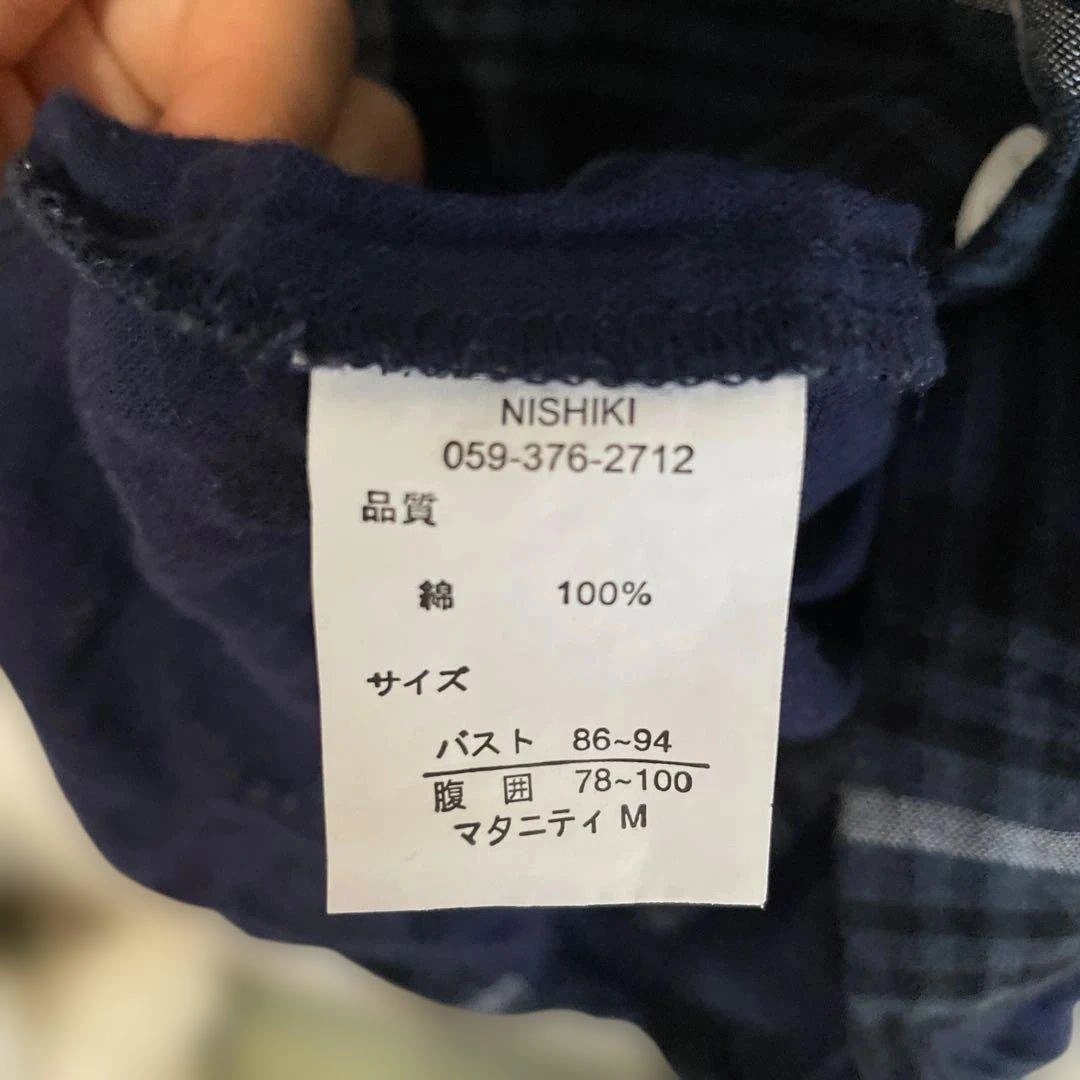 NISHIKI
059-376-2712
品質
綿 100%
サイズ
バスト 86~94
腹 囲 78~100
マタニティ M